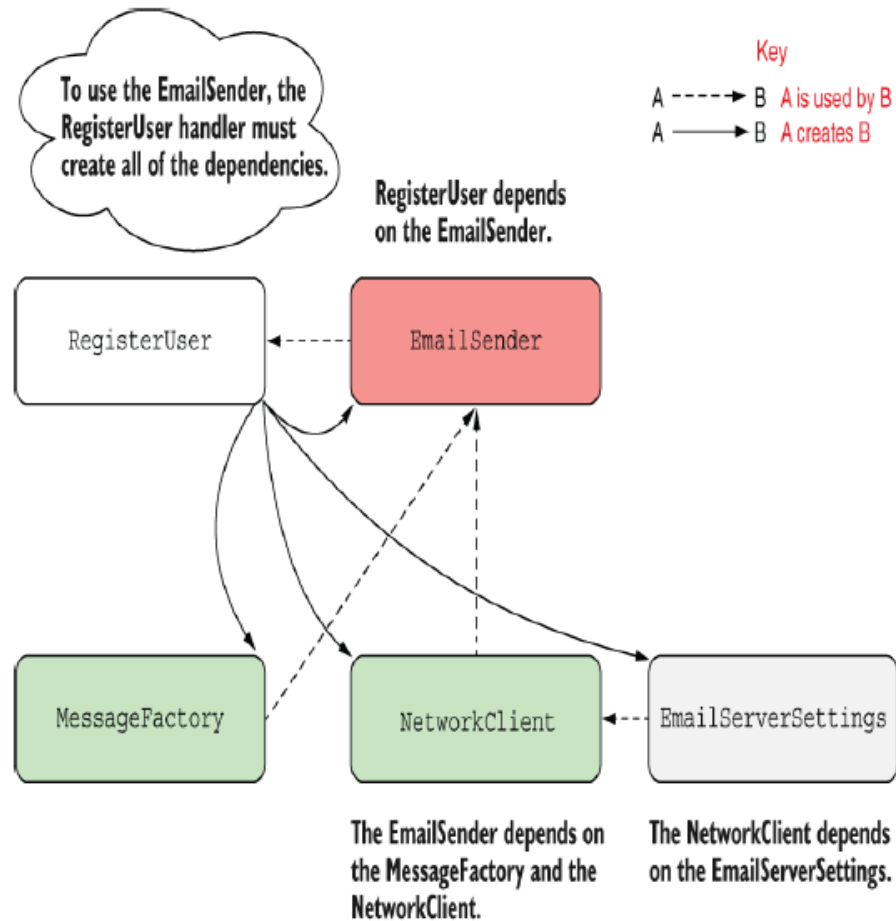 To use the EmailSender, the
RegisterUser handler must
create all of the dependencies.
Key
A B A is used by B
A B A creates B
RegisterUser depends
on the EmailSender.
RegisterUser
EmailSender
MessageFactory
NetworkClient
EmailServerSettings
The EmailSender depends on
the MessageFactory and the
NetworkClient.
The NetworkClient depends
on the EmailServerSettings.